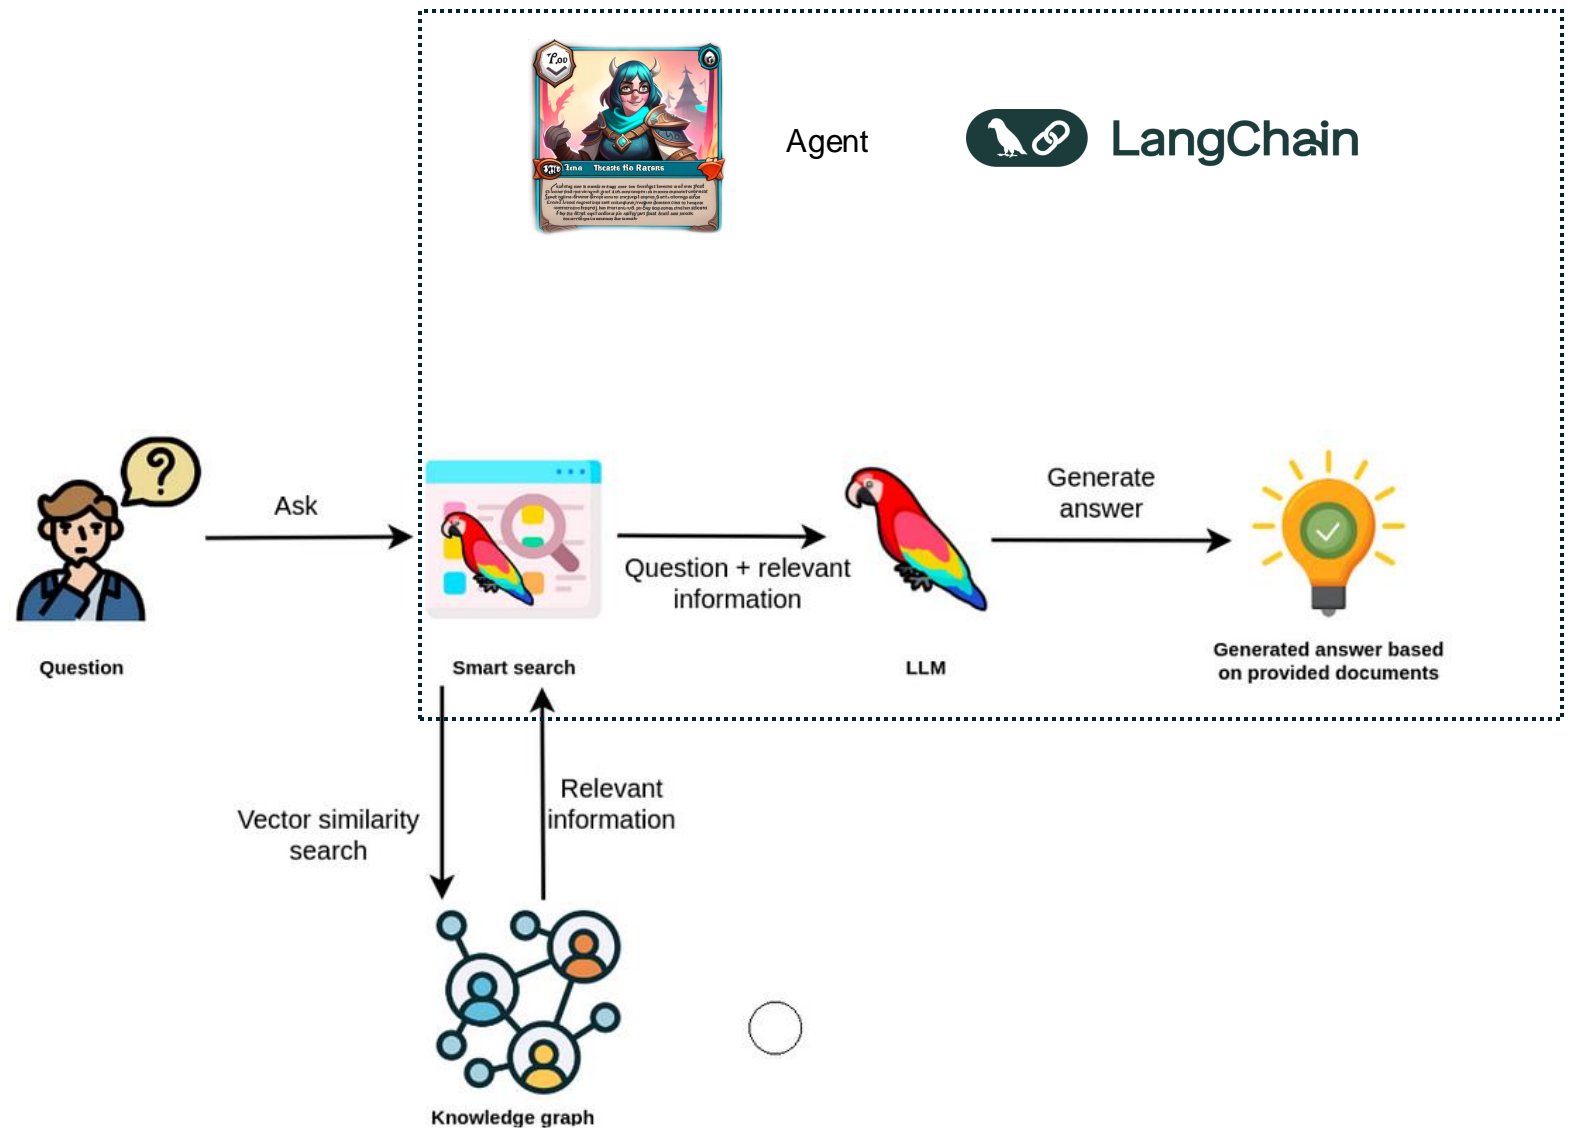 Agent
LangChain
Ask
Generate
answer
Question + relevant
information
Question
Smart search
LLM
Generated answer based
on provided documents
Vector similarity
search
Relevant
information
Knowledge graph